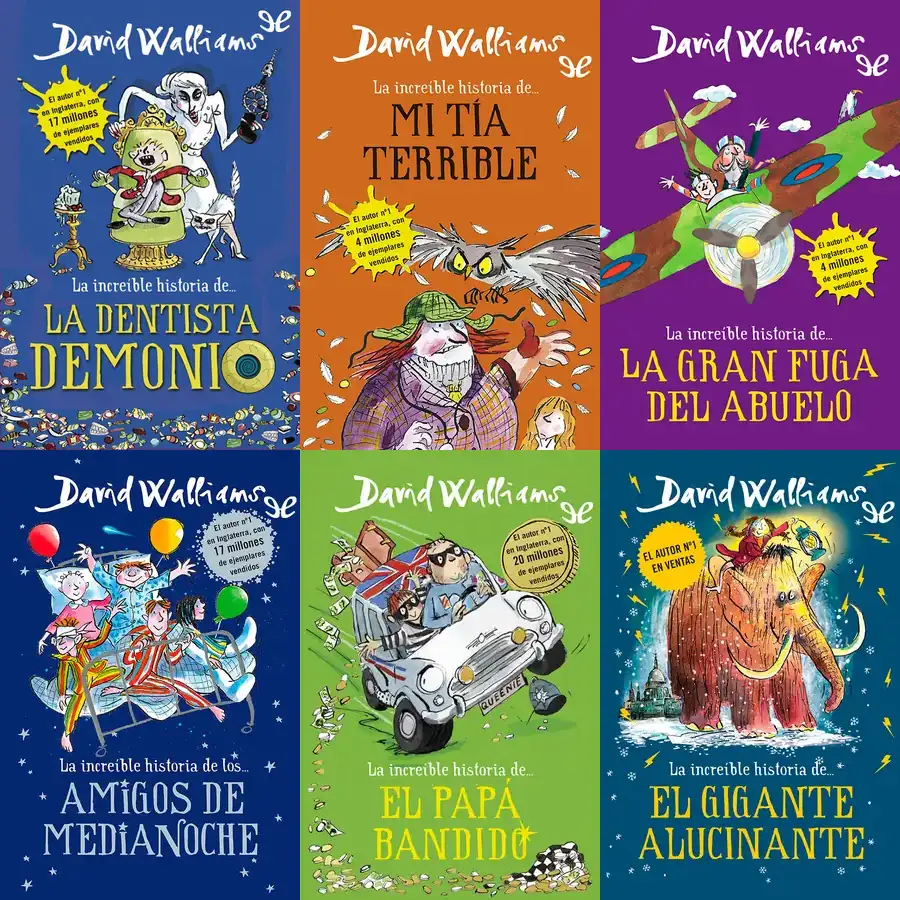 David Walliams
El autor nº1
en Inglaterra, con
17 millones
de ejemplares
vendidos
La increíble historia de...
LA DENTISTA
DEMONIO
David Walliams
La increíble historia de...
MI TÍA
TERRIBLE
El autor nº1
en Inglaterra, con
4 millones
de ejemplares
vendidos
David Walliams
El autor nº1
en Inglaterra, con
4 millones
de ejemplares
vendidos
La increíble historia de...
LA GRAN FUGA
DEL ABUELO
David Walliams
El autor nº1
en Inglaterra, con
17 millones
de ejemplares
vendidos
La increíble historia de los...
AMIGOS DE
MEDIANOCHE
David Walliams
El autor nº1
en Inglaterra, con
20 millones
de ejemplares
vendidos
QUEENIE
La increíble historia de...
EL PAPÁ
BANDIDO
David Walliams
EL AUTOR Nº1
EN VENTAS
La increíble historia de...
EL GIGANTE
ALUCINANTE